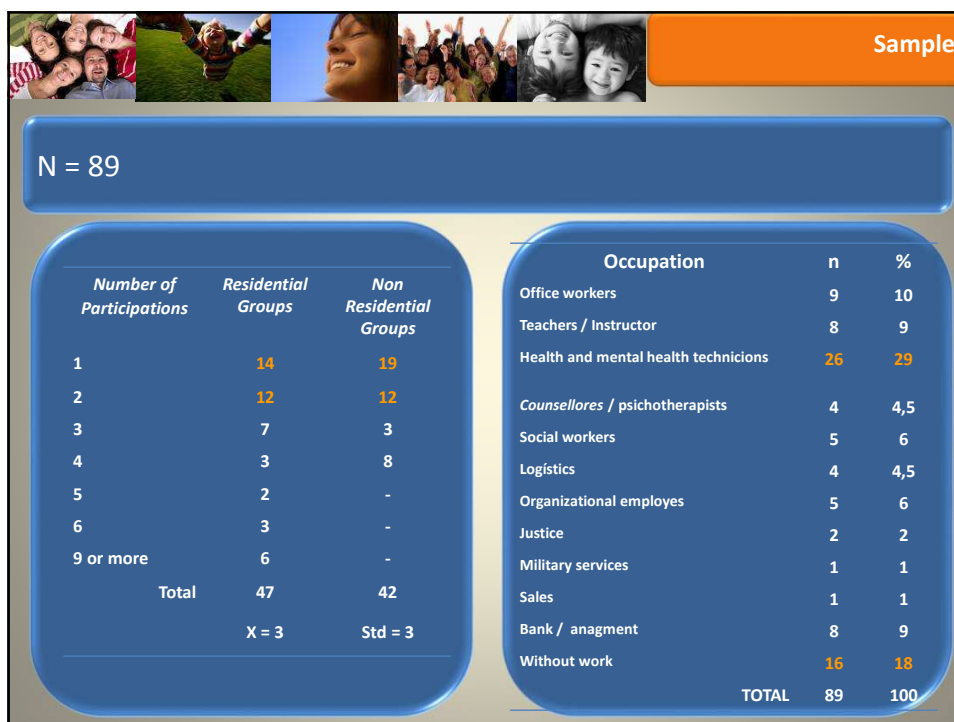 Sample
N = 89
Number of Participations Residential Groups Non Residential Groups
1 14 19
2 12 12
3 7 3
4 3 8
5 2 -
6 3 -
9 or more 6 -
Total 47 42
X = 3 Std = 3
Occupation n %
Office workers 9 10
Teachers / Instructor 8 9
Health and mental health technicions 26 29
Counsellores / psichotherapists 4 4,5
Social workers 5 6
Logístics 4 4,5
Organizational employes 5 6
Justice 2 2
Military services 1 1
Sales 1 1
Bank / anagment 8 9
Without work 16 18
TOTAL 89 100